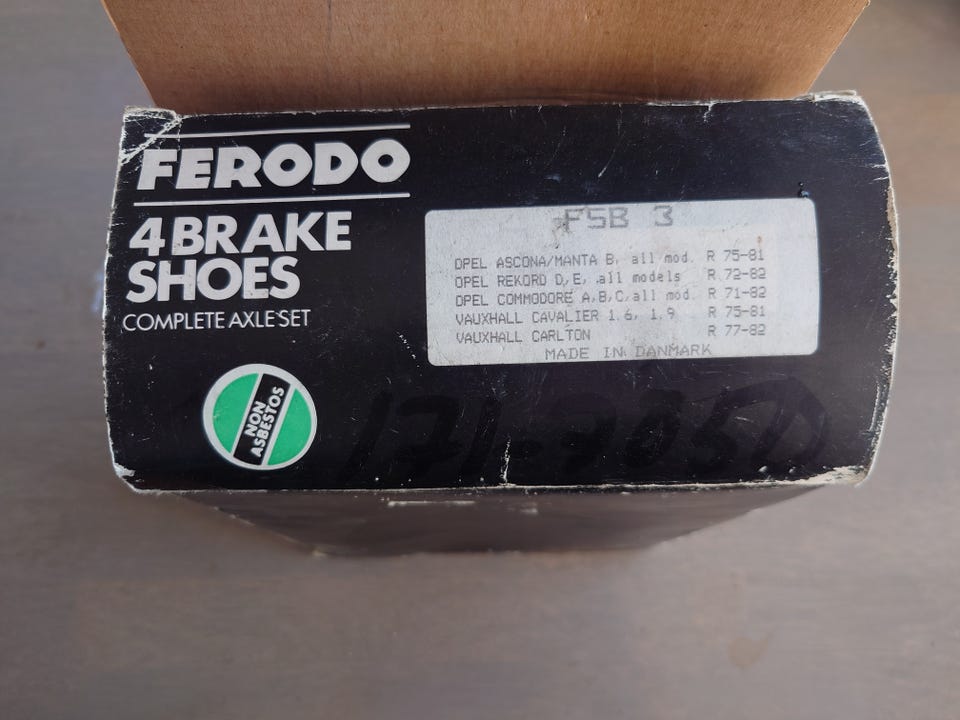 FERODO
4 BRAKE
SHOES
COMPLETE AXLE SET
NON
ASBESTOS
FSB 3
OPEL ASCONA/MANTA B, all mod. R 75-81
OPEL REKORD D,E, all models R 72-82
OPEL COMMODORE A,B,C,all mod. R 71-82
VAUXHALL CAVALIER 1.6, 1.9 R 75-81
VAUXHALL CARLTON R 77-82
MADE IN DANMARK